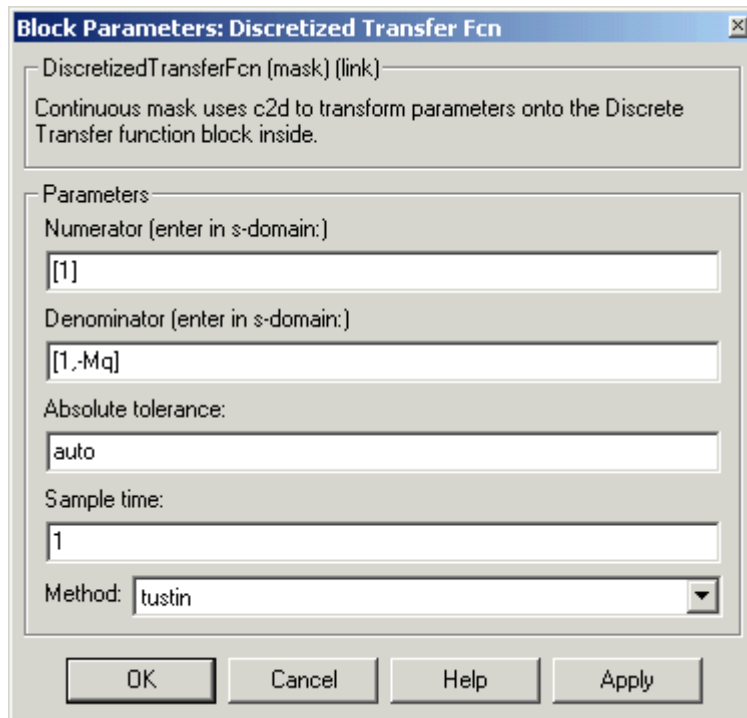 Block Parameters: Discretized Transfer Fcn
DiscretizedTransferFcn (mask) (link)
Continuous mask uses c2d to transform parameters onto the Discrete
Transfer function block inside.
Parameters
Numerator (enter in s-domain:)
[1]
Denominator (enter in s-domain:)
[1,-Mq]
Absolute tolerance:
auto
Sample time:
1
Method: tustin
OK Cancel Help Apply